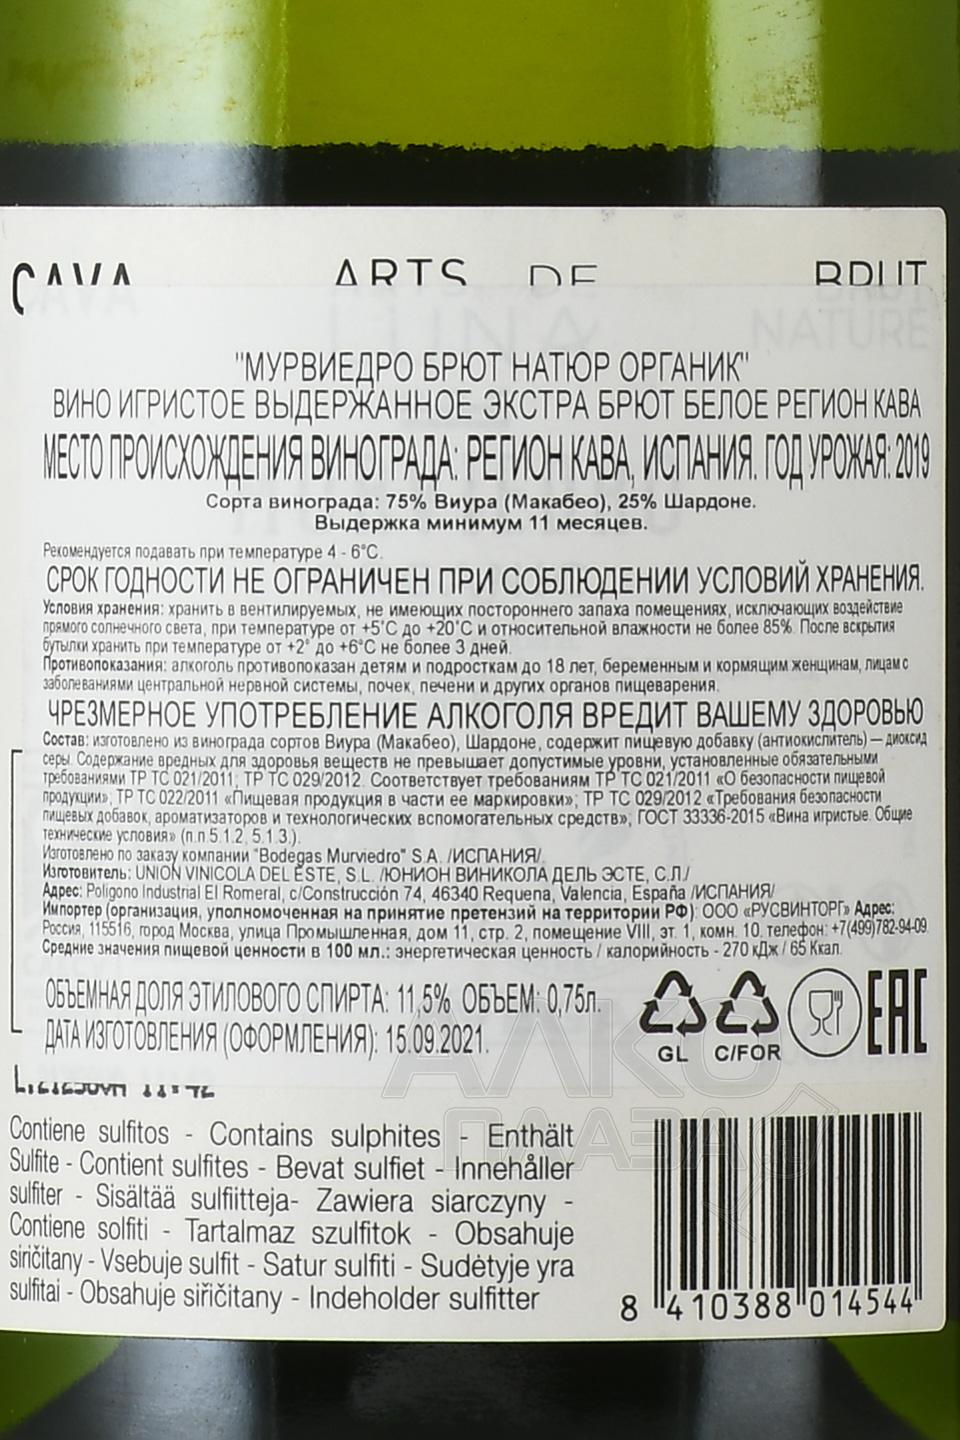 CAVA ARTS DE BRUT
LUNA NATURE
"МУРВИЕДРО БРЮТ НАТЮР ОРГАНИК"
ВИНО ИГРИСТОЕ ВЫДЕРЖАННОЕ ЭКСТРА БРЮТ БЕЛОЕ РЕГИОН КАВА
МЕСТО ПРОИСХОЖДЕНИЯ ВИНОГРАДА: РЕГИОН КАВА, ИСПАНИЯ. ГОД УРОЖАЯ: 2019
Сорта винограда: 75% Виура (Макабео), 25% Шардоне.
Выдержка минимум 11 месяцев.
Рекомендуется подавать при температуре 4 - 6°С.
СРОК ГОДНОСТИ НЕ ОГРАНИЧЕН ПРИ СОБЛЮДЕНИИ УСЛОВИЙ ХРАНЕНИЯ.
Условия хранения: хранить в вентилируемых, не имеющих постороннего запаха помещениях, исключающих воздействие
прямого солнечного света, при температуре от +5°С до +20°С и относительной влажности не более 85%. После вскрытия
бутылки хранить при температуре от +2° до +6°С не более 3 дней.
Противопоказания: алкоголь противопоказан детям и подросткам до 18 лет, беременным и кормящим женщинам, лицам с
заболеваниями центральной нервной системы, почек, печени и других органов пищеварения.
ЧРЕЗМЕРНОЕ УПОТРЕБЛЕНИЕ АЛКОГОЛЯ ВРЕДИТ ВАШЕМУ ЗДОРОВЬЮ
Состав: изготовлено из винограда сортов Виура (Макабео), Шардоне, содержит пищевую добавку (антиокислитель) — диоксид
серы. Содержание вредных для здоровья веществ не превышает допустимые уровни, установленные обязательными
требованиями ТР ТС 021/2011, ТР ТС 029/2012. Соответствует требованиям ТР ТС 021/2011 «О безопасности пищевой
продукции», ТР ТС 022/2011 «Пищевая продукция в части ее маркировки»; ТР ТС 029/2012 «Требования безопасности
пищевых добавок, ароматизаторов и технологических вспомогательных средств»; ГОСТ 33336-2015 «Вина игристые. Общие
технические условия» (п.п.5.1.2, 5.1.3.).
Изготовлено по заказу компании "Bodegas Murviedro" S.A. /ИСПАНИЯ/.
Изготовитель: UNION VINICOLA DEL ESTE, S.L. /ЮНИОН ВИНИКОЛА ДЕЛЬ ЭСТЕ, С.Л./
Адрес: Poligono Industrial El Romeral, c/Construcción 74, 46340 Requena, Valencia, España /ИСПАНИЯ/
Импортер (организация, уполномоченная на принятие претензий на территории РФ): ООО «РУСВИНТОРГ» Адрес:
Россия, 115516, город Москва, улица Промышленная, дом 11, стр. 2, помещение VIII, эт. 1, комн. 10. телефон: +7(499)782-94-09.
Средние значения пищевой ценности в 100 мл.: энергетическая ценность / калорийность - 270 кДж / 65 Ккал.
ОБЪЕМНАЯ ДОЛЯ ЭТИЛОВОГО СПИРТА: 11,5% ОБЪЕМ: 0,75л.
ДАТА ИЗГОТОВЛЕНИЯ (ОФОРМЛЕНИЯ): 15.09.2021.
GL C/FOR EAC
АЛКО
ПЛАЗА
Contiene sulfitos - Contains sulphites - Enthält
Sulfite - Contient sulfites - Bevat sulfiet - Innehåller
sulfiter - Sisältää sulfiitteja- Zawiera siarczyny -
Contiene solfiti - Tartalmaz szulfitok - Obsahuje
siričitany - Vsebuje sulfit - Satur sulfiti - Sudėtyje yra
sulfitai - Obsahuje siřičitany - Indeholder sulfitter
8 410388 014544